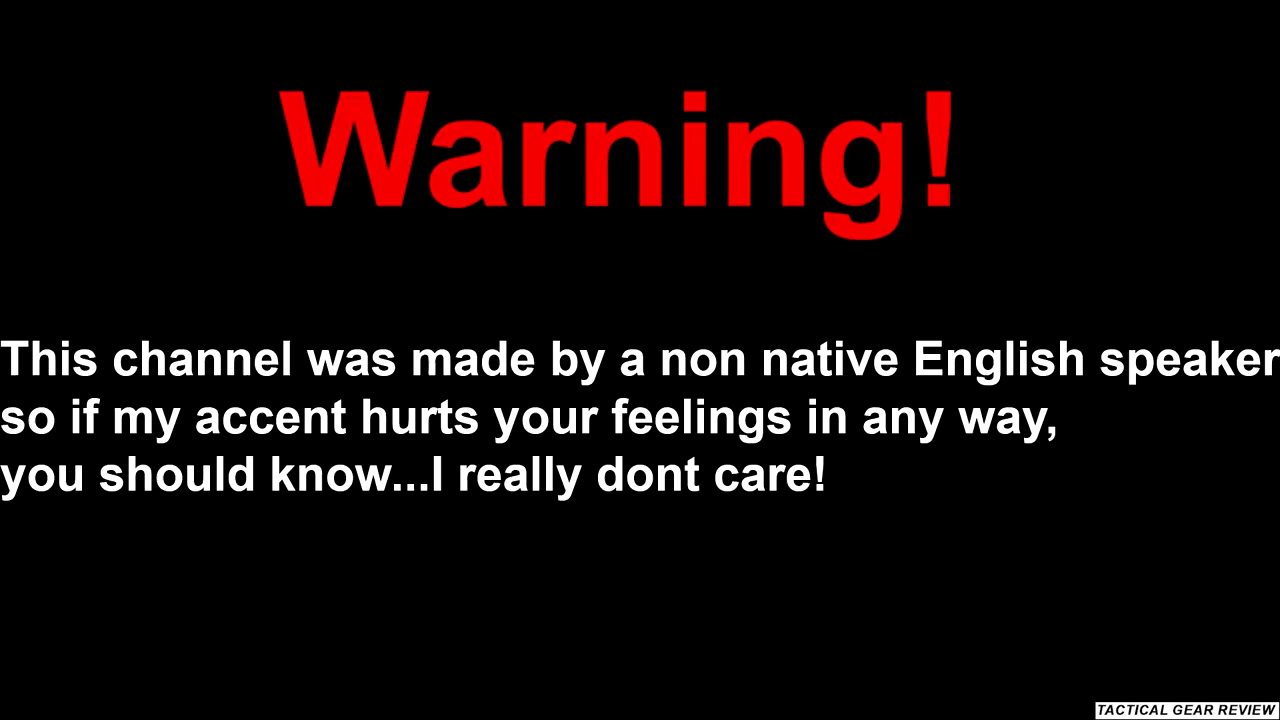 Warning!
This channel was made by a non native English speaker
so if my accent hurts your feelings in any way,
you should know...I really dont care!
TACTICAL GEAR REVIEW